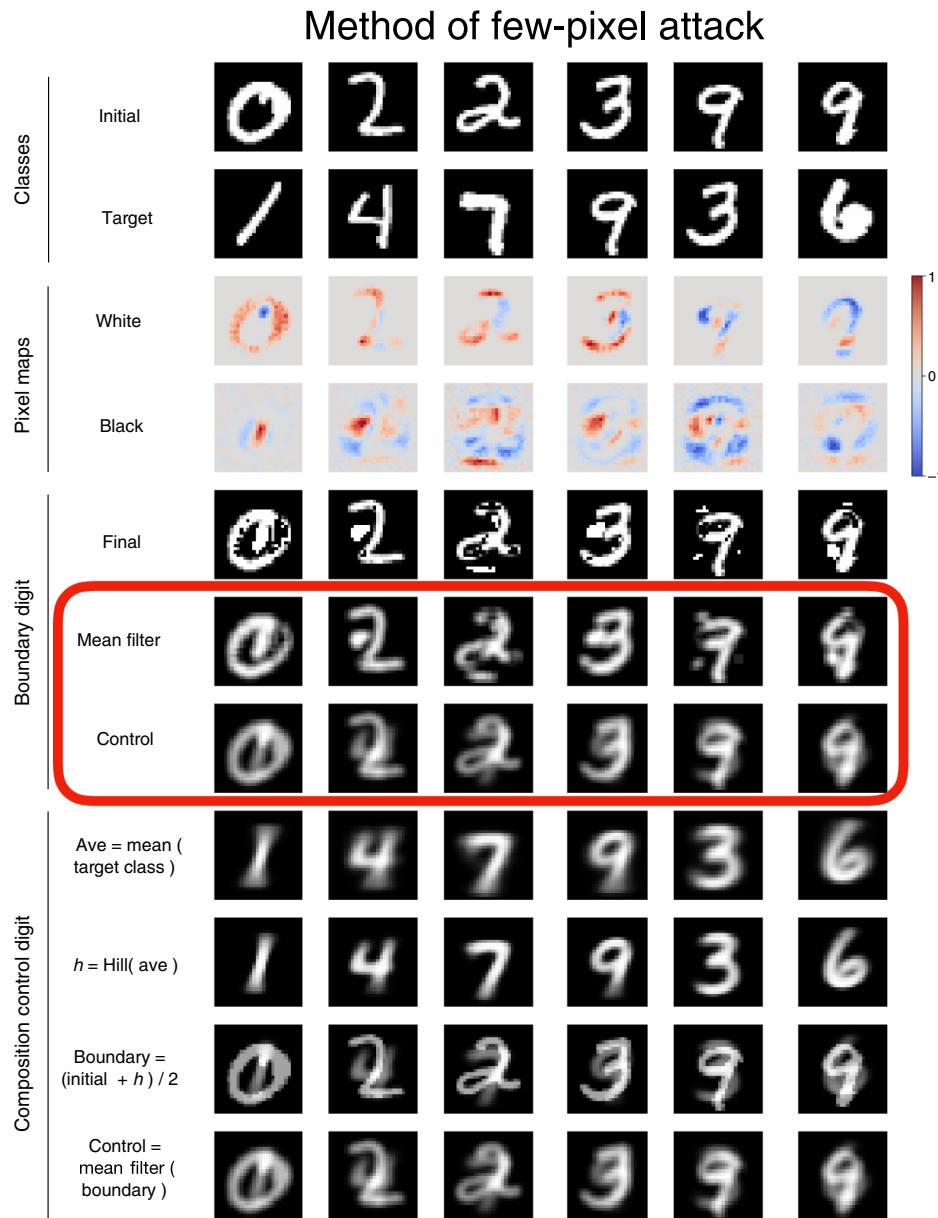 Method of few-pixel attack
Classes
Initial
Target
Pixel maps
White
Black
1
0
Boundary digit
Final
Mean filter
Control
Composition control digit
Ave = mean (
target class )
h = Hill( ave )
Boundary =
(initial + h ) / 2
Control =
mean filter (
boundary )